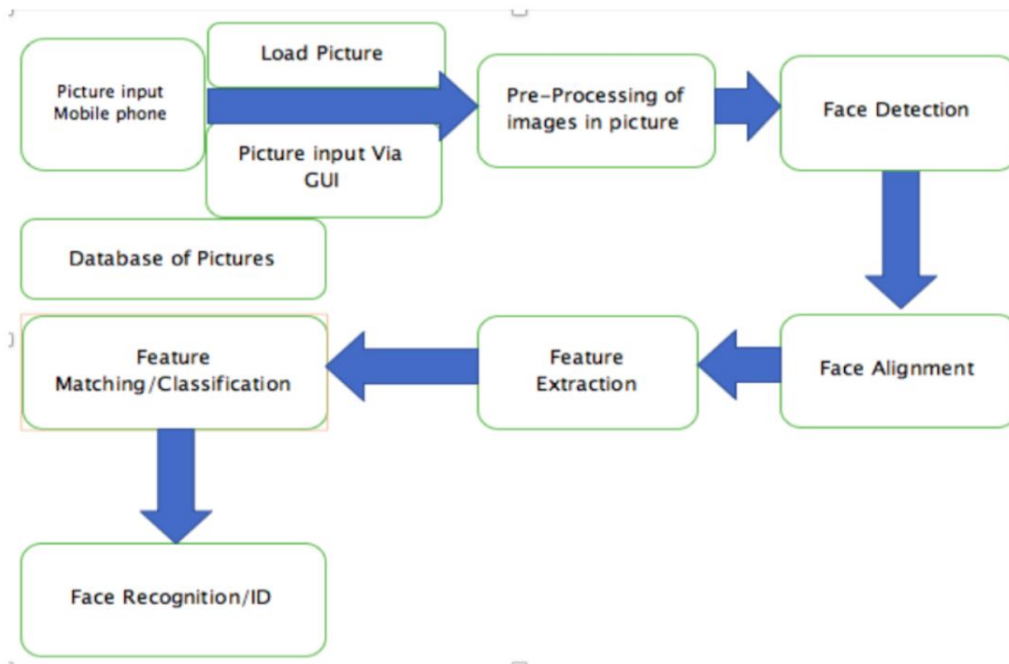 Picture input
Mobile phone
Load Picture
Picture input Via
GUI
Pre-Processing of
images in picture
Face Detection
Database of Pictures
Feature
Matching/Classification
Feature
Extraction
Face Alignment
Face Recognition/ID